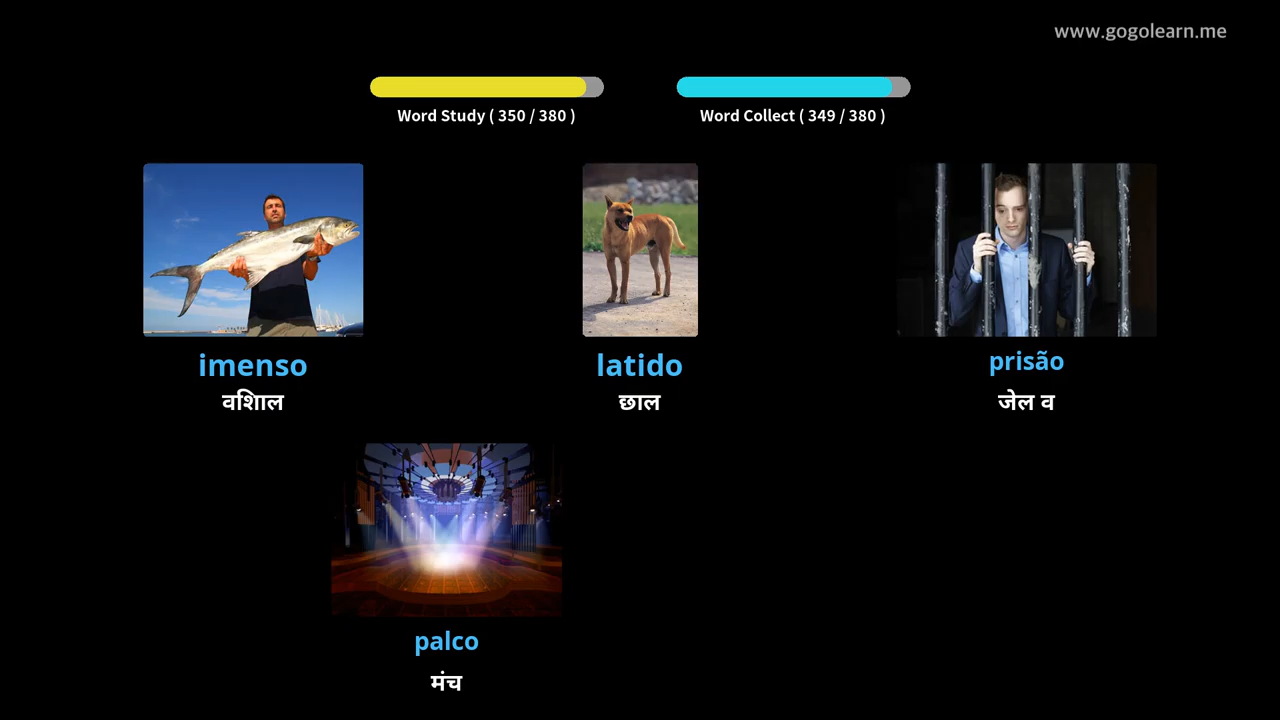 www.gogolearn.me
Word Study ( 350 / 380 )
Word Collect ( 349 / 380 )
imenso
latido
prisão
वशिाल
छाल
जेल व
palco
मंच